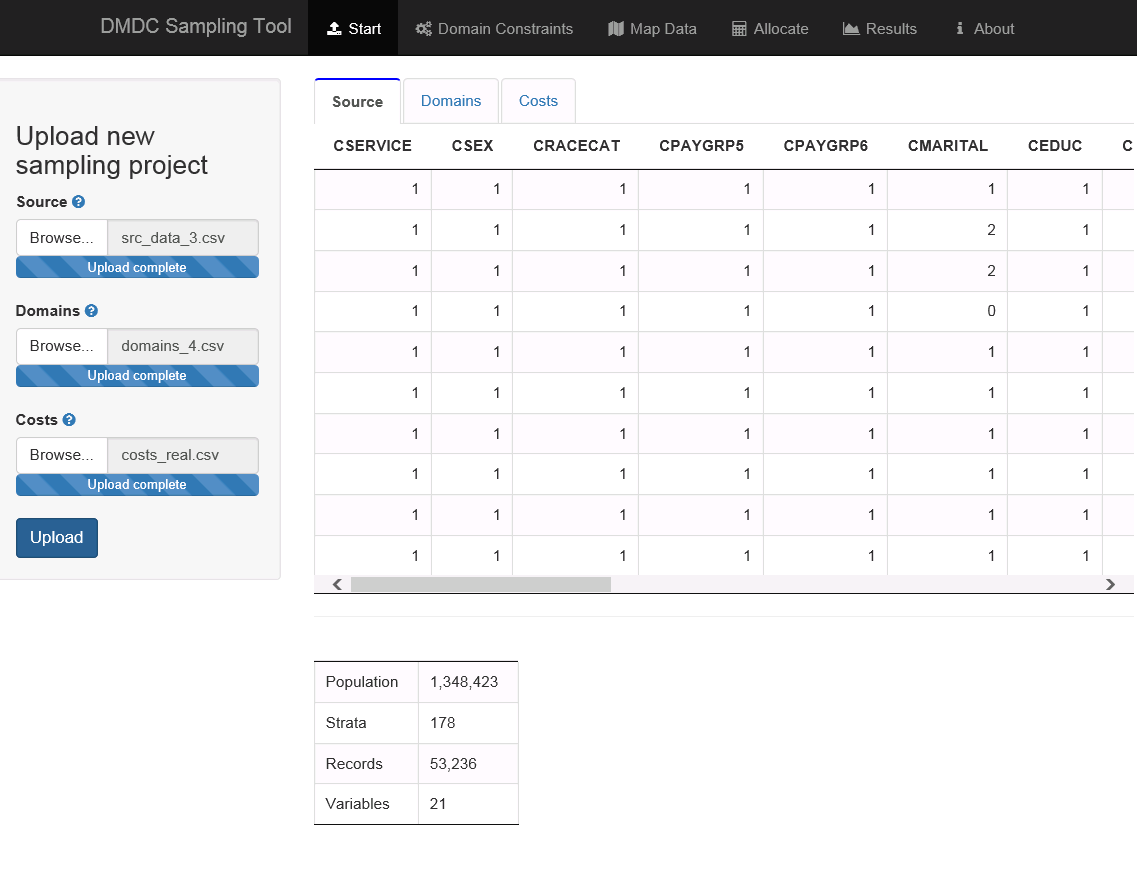 DMDC Sampling Tool Start Domain Constraints Map Data Allocate Results About
Upload new
sampling project
Source
Browse... src_data_3.csv
Upload complete
Domains
Browse... domains_4.csv
Upload complete
Costs
Browse... costs_real.csv
Upload complete
Upload
Source Domains Costs
CSERVICE CSEX CRACECAT CPAYGRP5 CPAYGRP6 CMARITAL CEDUC C
1 1 1 1 1 1 1
1 1 1 1 1 2 1
1 1 1 1 1 2 1
1 1 1 1 1 0 1
1 1 1 1 1 1 1
1 1 1 1 1 1 1
1 1 1 1 1 1 1
1 1 1 1 1 1 1
1 1 1 1 1 1 1
1 1 1 1 1 1 1
Population 1,348,423
Strata 178
Records 53,236
Variables 21